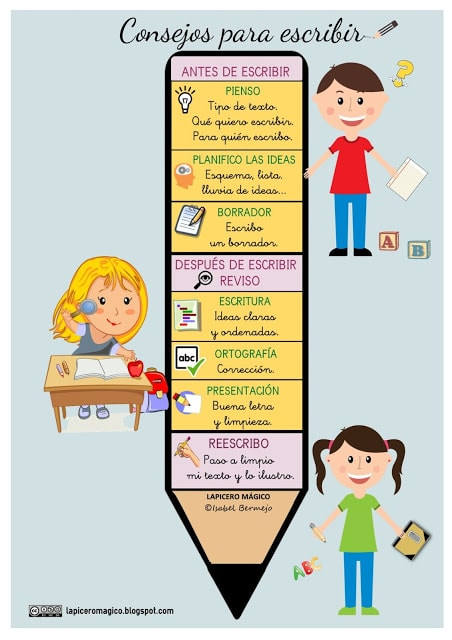 Consejos para escribir
ANTES DE ESCRIBIR
PIENSO
Tipo de texto.
Qué quiero escribir.
Para quién escribo.
PLANIFICO LAS IDEAS
Esquema, lista.
lluvia de ideas...
BORRADOR
Escribo
un borrador.
DESPUÉS DE ESCRIBIR
REVISO
ESCRITURA
Ideas claras
y ordenadas.
abc
ORTOGRAFÍA
Corrección.
PRESENTACIÓN
Buena letra
y limpieza.
REESCRIBO
Paso a limpio
mi texto y lo ilustro.
LAPICERO MÁGICO
©Isabel Bermejo
A B
ABC
lapiceromagico.blogspot.com